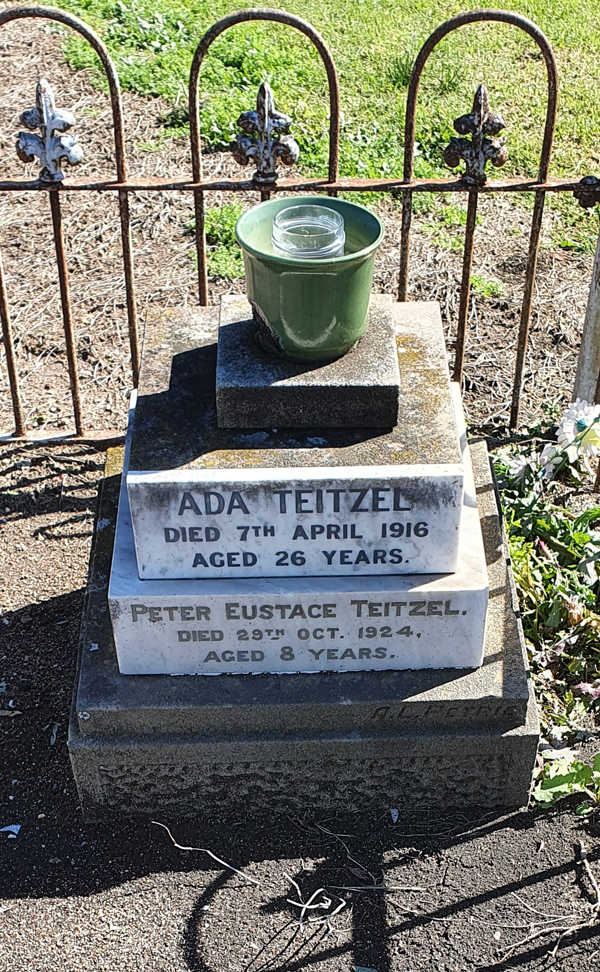 ADA TEITZEL
DIED 7TH APRIL 1916
AGED 26 YEARS.
PETER EUSTACE TEITZEL.
DIED 29TH OCT. 1924,
AGED 8 YEARS.
A.L. PETRIE